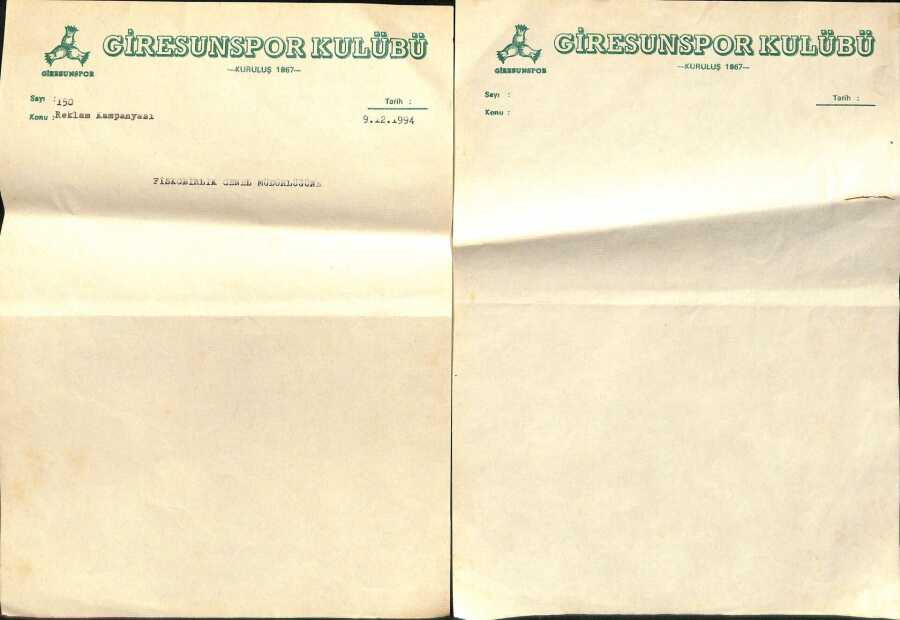 GİRESUNSPOR KULÜBÜ
—KURULUŞ 1967—
GİRESUNSPOR
Sayı : 150
Tarih :
Konu : Reklam Kampanyası
9.12.1994
FİSKOBİRLİK GENEL MÜDÜRLÜĞÜNE
GİRESUNSPOR KULÜBÜ
—KURULUŞ 1967—
GİRESUNSPOR
Sayı :
Tarih :
Konu :